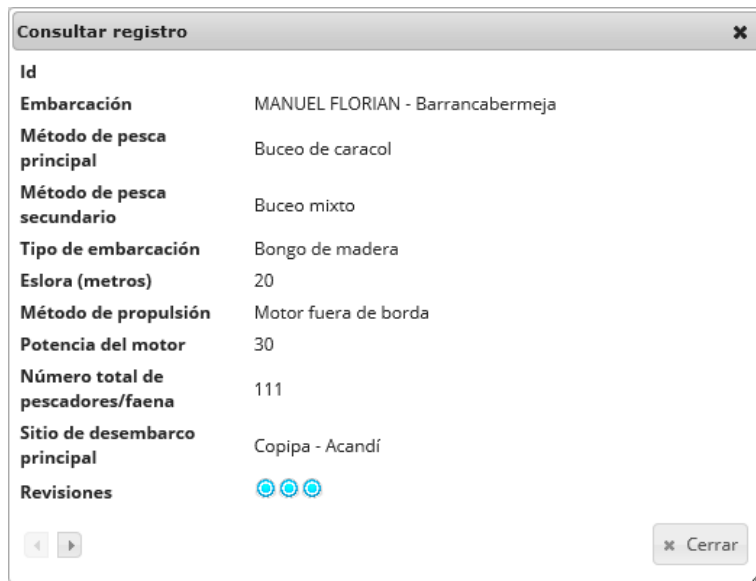 Consultar registro
Id
Embarcación MANUEL FLORIAN - Barrancabermeja
Método de pesca
principal Buceo de caracol
Método de pesca
secundario Buceo mixto
Tipo de embarcación Bongo de madera
Eslora (metros) 20
Método de propulsión Motor fuera de borda
Potencia del motor 30
Número total de
pescadores/faena 111
Sitio de desembarco
principal Copipa - Acandí
Revisiones
Cerrar